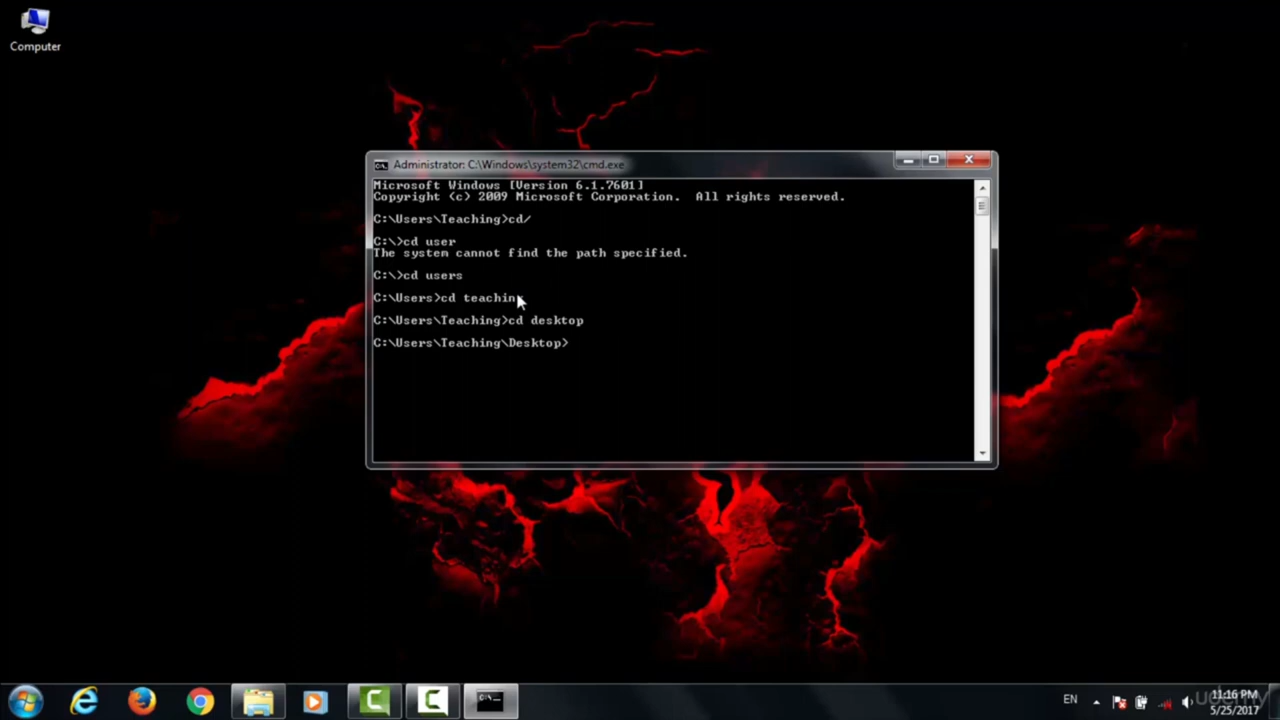 Computer
Administrator: C:\Windows\system32\cmd.exe
Microsoft Windows [Version 6.1.7601]
Copyright (c) 2009 Microsoft Corporation.  All rights reserved.
C:\Users\Teaching>cd/
C:\>cd user
The system cannot find the path specified.
C:\>cd users
C:\Users>cd teaching
C:\Users\Teaching>cd desktop
C:\Users\Teaching\Desktop>
EN
11:16 PM
5/25/2017
udemy